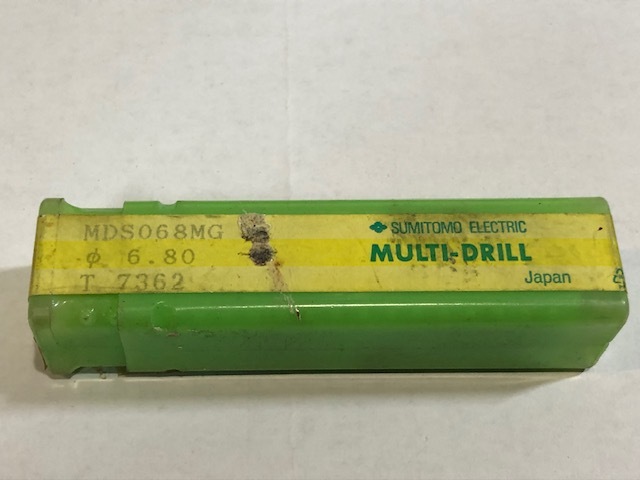 MDS068MG
φ 6.80
T 7362
SUMITOMO ELECTRIC
MULTI-DRILL
Japan